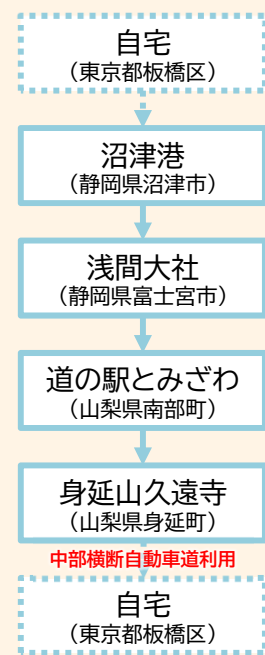 自宅
（東京都板橋区）
沼津港
（静岡県沼津市）
浅間大社
（静岡県富士宮市）
道の駅とみざわ
（山梨県南部町）
身延山久遠寺
（山梨県身延町）
中部横断自動車道利用
自宅
（東京都板橋区）